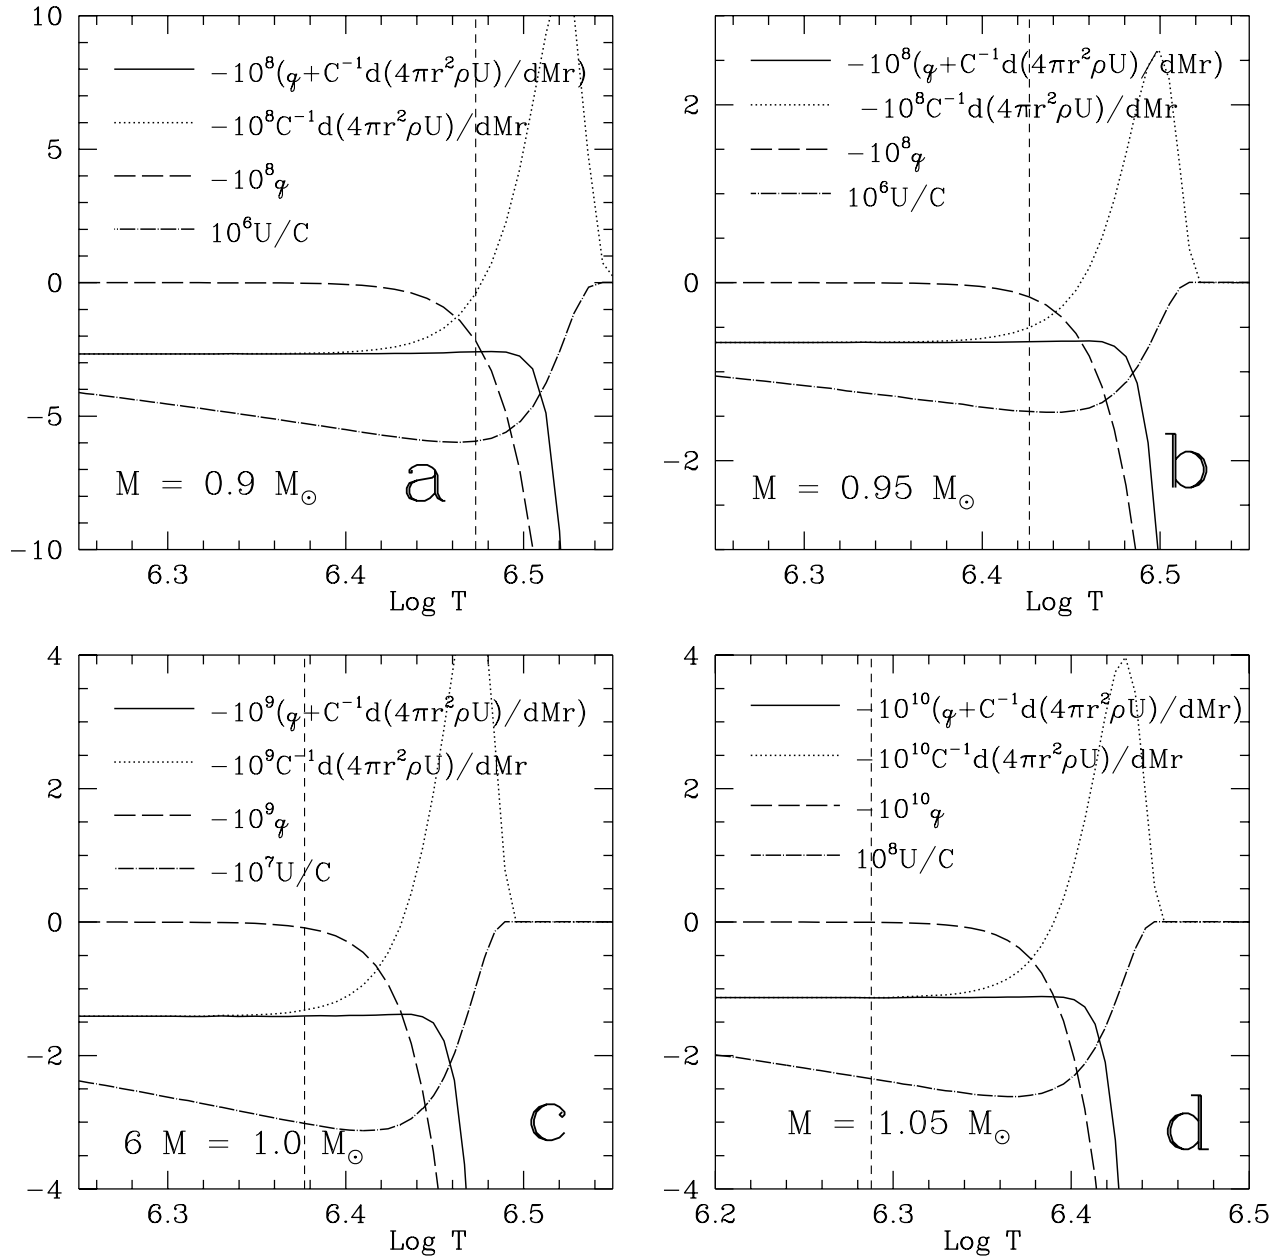 10
5
0
−5
−10
−10⁸(q+C⁻¹d(4πr²ρU)/dMr)
−10⁸C⁻¹d(4πr²ρU)/dMr
−10⁸q
10⁶U/C
M = 0.9 M⊙
a
6.3 6.4 6.5
Log T
2
0
−2
−10⁸(q+C⁻¹d(4πr²ρU)/dMr)
−10⁸C⁻¹d(4πr²ρU)/dMr
−10⁸q
10⁶U/C
M = 0.95 M⊙
b
6.3 6.4 6.5
Log T
4
2
0
−2
−4
−10⁹(q+C⁻¹d(4πr²ρU)/dMr)
−10⁹C⁻¹d(4πr²ρU)/dMr
−10⁹q
−10⁷U/C
6 M = 1.0 M⊙
c
6.3 6.4 6.5
Log T
4
2
0
−2
−4
−10¹⁰(q+C⁻¹d(4πr²ρU)/dMr)
−10¹⁰C⁻¹d(4πr²ρU)/dMr
−10¹⁰q
10⁸U/C
M = 1.05 M⊙
d
6.2 6.3 6.4 6.5
Log T